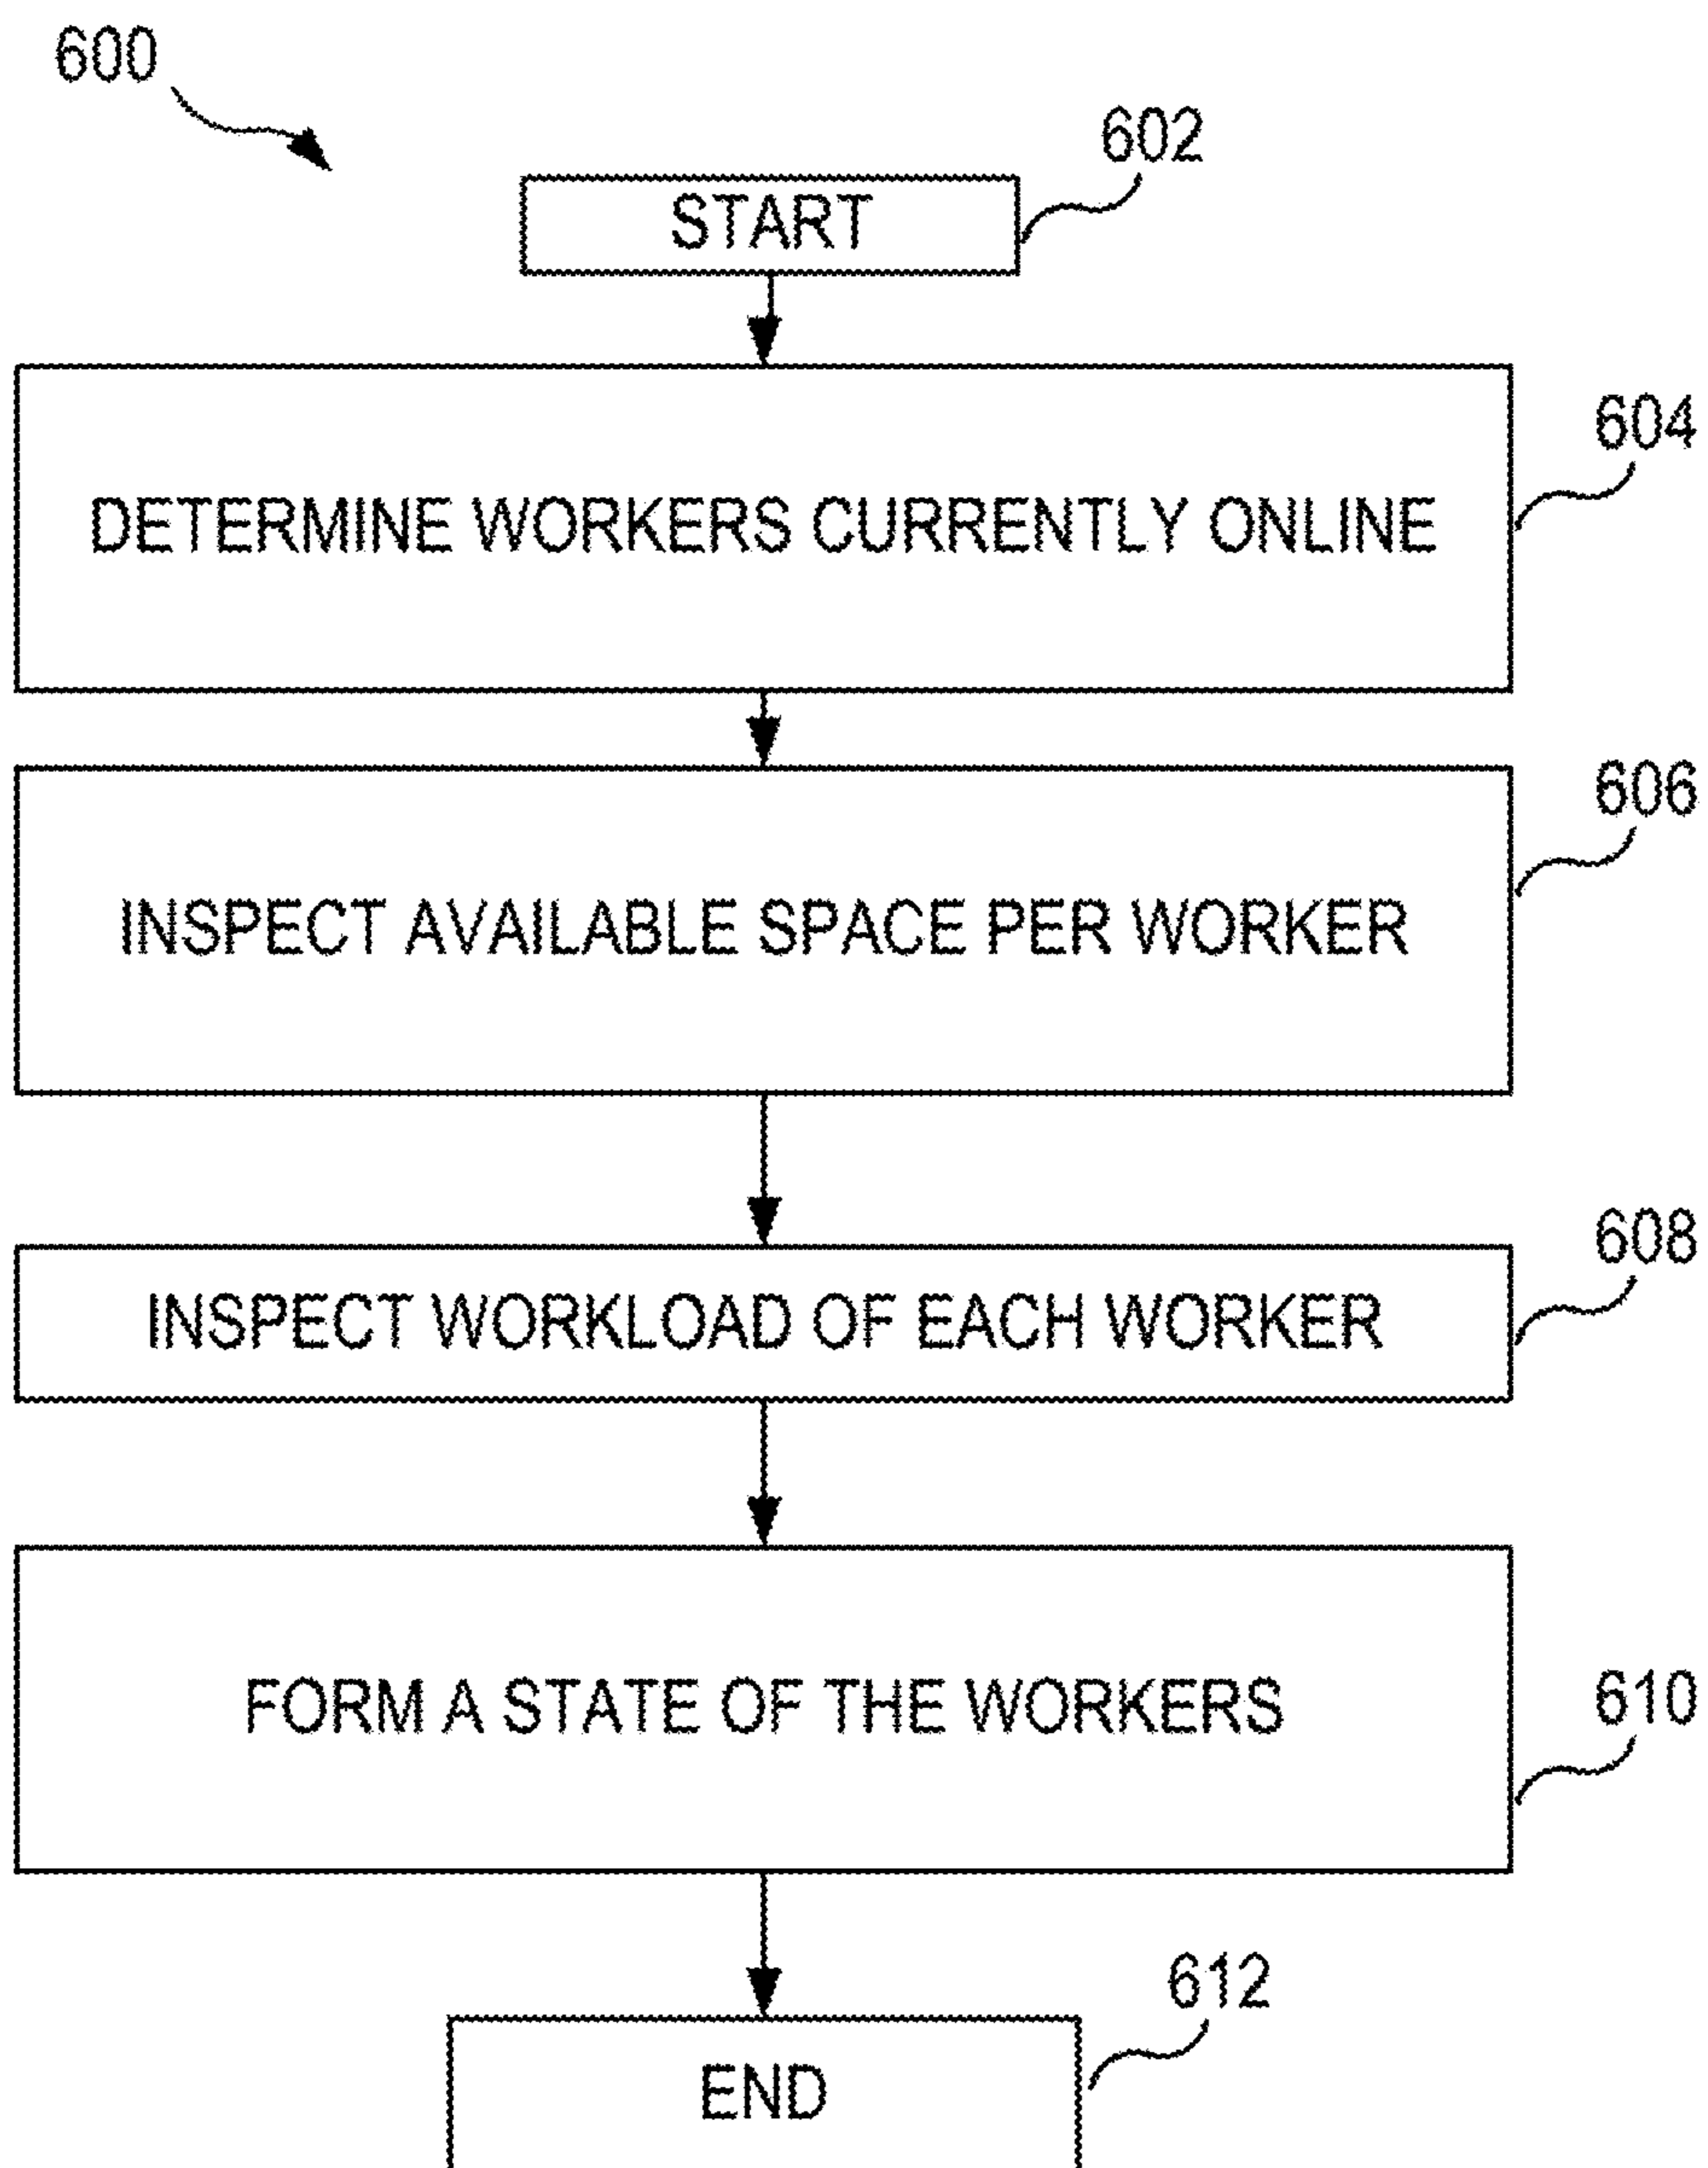 600
602
START
604
DETERMINE WORKERS CURRENTLY ONLINE
606
INSPECT AVAILABLE SPACE PER WORKER
608
INSPECT WORKLOAD OF EACH WORKER
610
FORM A STATE OF THE WORKERS
612
END